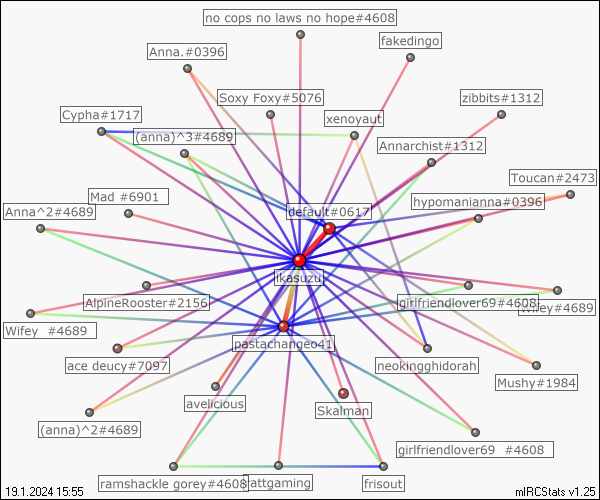 no cops no laws no hope#4608
fakedingo
Anna.#0396
Soxy Foxy#5076
zibbits#1312
Cypha#1717
xenoyaut
(anna)^3#4689
Annarchist#1312
Toucan#2473
Mad #6901
hypomanianna#0396
Anna^2#4689
default#0617
ikasuzu
AlpineRooster#2156
girlfriendlover69#4608
Wifey#4689
Wifey  #4689
pastachangeo41
ace deucy#7097
neokingghidorah
Mushy#1984
avelicious
Skalman
(anna)^2#4689
girlfriendlover69  #4608
ramshackle gorey#4608
rattgaming
frisout
19.1.2024 15:55
mIRCStats v1.25